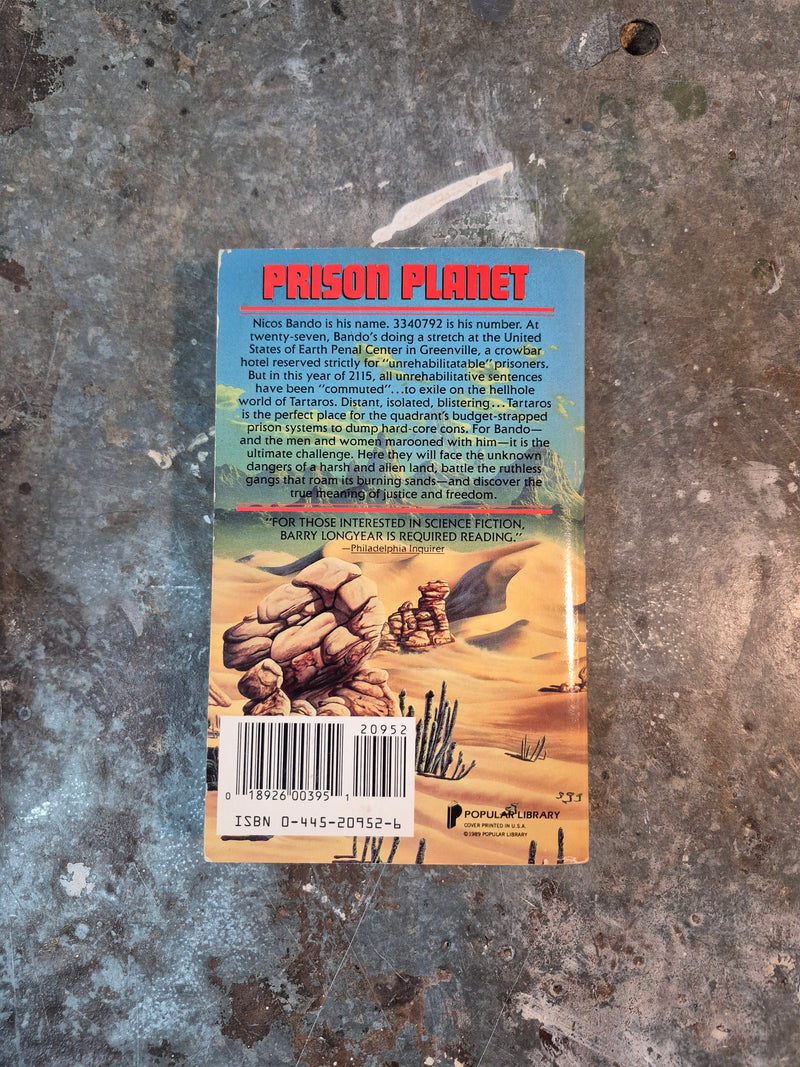 PRISON PLANET
Nicos Bando is his name. 3340792 is his number. At
twenty-seven, Bando's doing a stretch at the United
States of Earth Penal Center in Greenville, a crowbar
hotel reserved strictly for "unrehabilitatable" prisoners.
But in this year of 2115, all unrehabilitative sentences
have been "commuted"...to exile on the hellhole
world of Tartaros. Distant, isolated, blistering...Tartaros
is the perfect place for the quadrant's budget-strapped
prison systems to dump hard-core cons. For Bando—
and the men and women marooned with him—it is the
ultimate challenge. Here they will face the unknown
dangers of a harsh and alien land, battle the ruthless
gangs that roam its burning sands—and discover the
true meaning of justice and freedom.
"FOR THOSE INTERESTED IN SCIENCE FICTION,
BARRY LONGYEAR IS REQUIRED READING."
—Philadelphia Inquirer
20952
0 18926 00395 1
ISBN 0-445-20952-6
POPULAR LIBRARY
COVER PRINTED IN U.S.A.
©1989 POPULAR LIBRARY